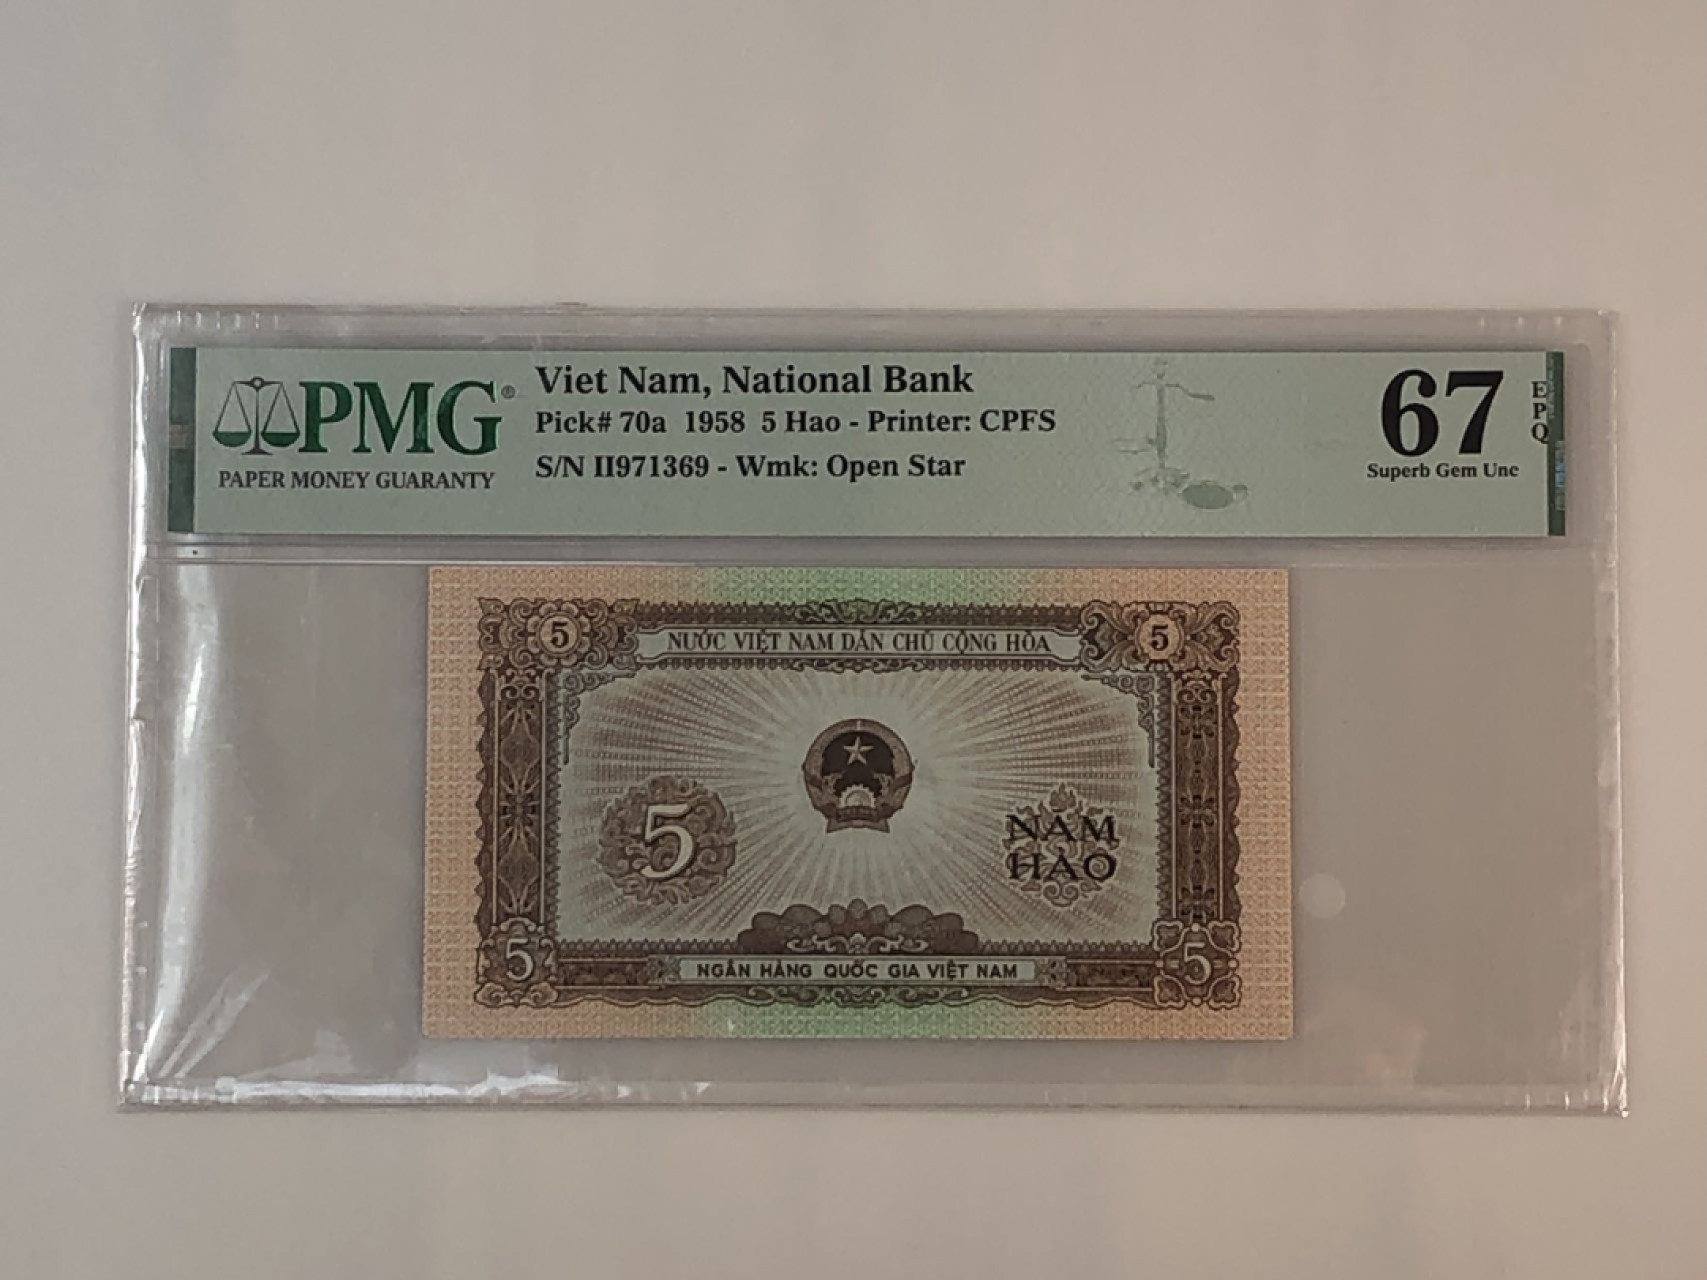 PMG®
PAPER MONEY GUARANTY
Viet Nam, National Bank
Pick# 70a 1958 5 Hao - Printer: CPFS
S/N II971369 - Wmk: Open Star
67
EPQ
Superb Gem Unc
5
NƯỚC VIỆT NAM DÂN CHỦ CỘNG HÒA
5
5
NĂM
HÀO
5
NGÂN HÀNG QUỐC GIA VIỆT NAM
5